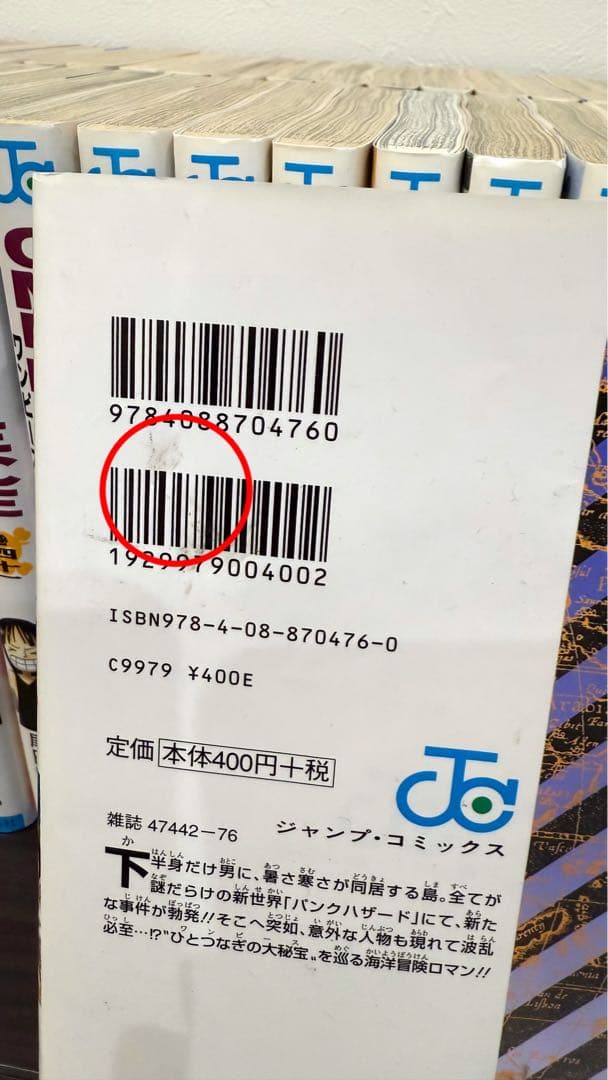 9784088704760
1929979004002
ISBN978-4-08-870476-0
C9979 ¥400E
定価 本体400円+税
JC
雑誌 47442-76
ジャンプ・コミックス
下半身だけ男に、暑さ寒さが同居する島。全てが
謎だらけの新世界「パンクハザード」にて、新た
な事件が勃発!!そこへ突如、意外な人物も現れて波乱
必至…!?"ひとつなぎの大秘宝"を巡る海洋冒険ロマン!!